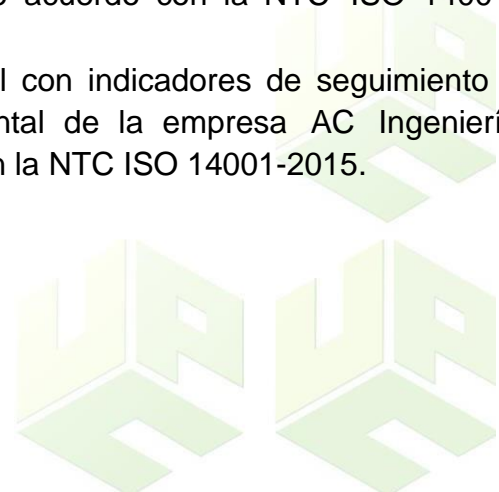 acuerdo con la NTC ISO
l con indicadores de seguimiento
ntal de la empresa AC Ingenier
n la NTC ISO 14001-2015.